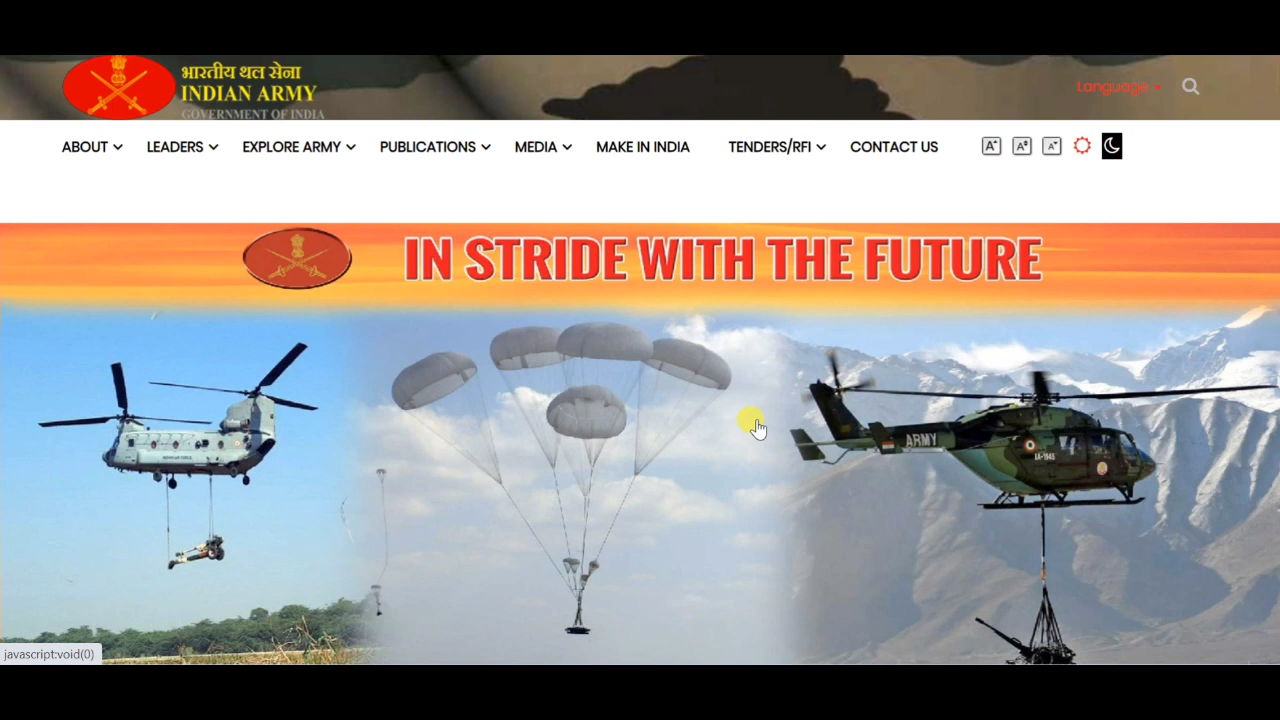 भारतीय थल सेना
INDIAN ARMY
GOVERNMENT OF INDIA
Language
ABOUT LEADERS EXPLORE ARMY PUBLICATIONS MEDIA MAKE IN INDIA TENDERS/RFI CONTACT US A+ A± A-
IN STRIDE WITH THE FUTURE
ARMY
javascript:void(0)